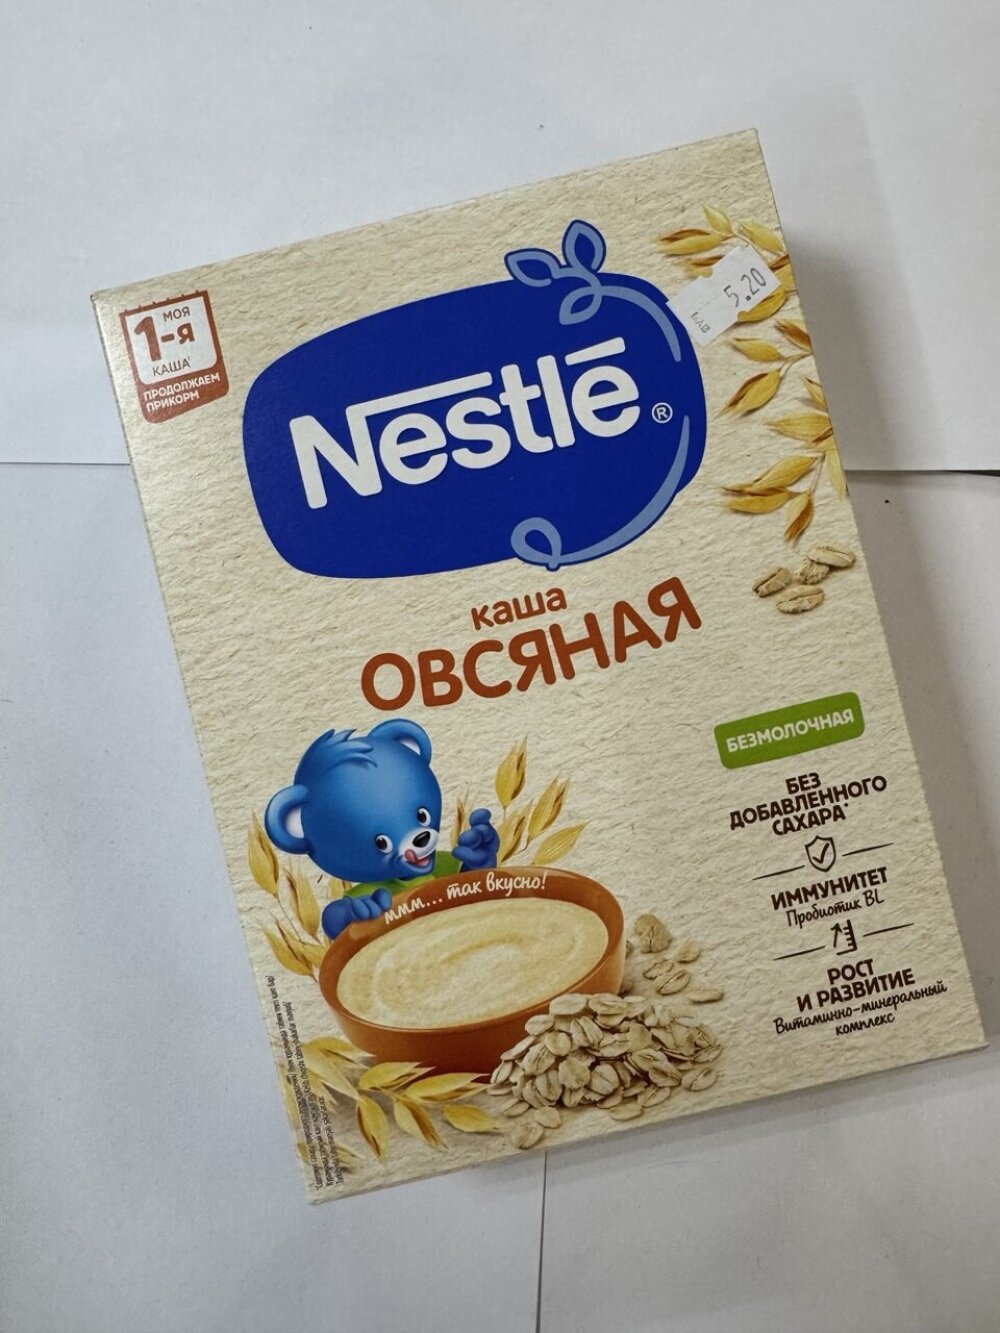 МОЯ
1-я
КАША
ПРОДОЛЖАЕМ
ПРИКОРМ
5.20
Nestlé®
каша
ОВСЯНАЯ
БЕЗМОЛОЧНАЯ
БЕЗ
ДОБАВЛЕННОГО
САХАРА*
ИММУНИТЕТ
Пробиотик BL
РОСТ
И РАЗВИТИЕ
Витаминно-минеральный
комплекс
ммм... так вкусно!